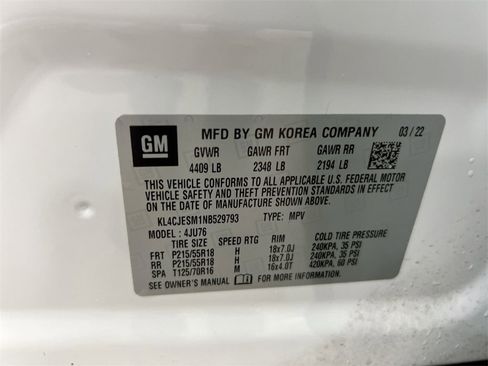 GM MFD BY GM KOREA COMPANY 03/22
GVWR GAWR FRT GAWR RR
4409 LB 2348 LB 2194 LB
THIS VEHICLE CONFORMS TO ALL APPLICABLE U.S. FEDERAL MOTOR
VEHICLE SAFETY AND THEFT PREVENTION STANDARDS IN EFFECT
ON THE DATE OF MANUFACTURE SHOWN ABOVE.
KL4CJESM1NB529793 TYPE: MPV
MODEL: 4JU76
TIRE SIZE SPEED RTG RIM COLD TIRE PRESSURE
FRT P215/55R18 H 18x7.0J 240KPA, 35 PSI
RR P215/55R18 H 18x7.0J 240KPA, 35 PSI
SPA T125/70R16 M 16x4.0T 420KPA, 60 PSI
SEE OWNER'S MANUAL FOR MORE INFORMATION